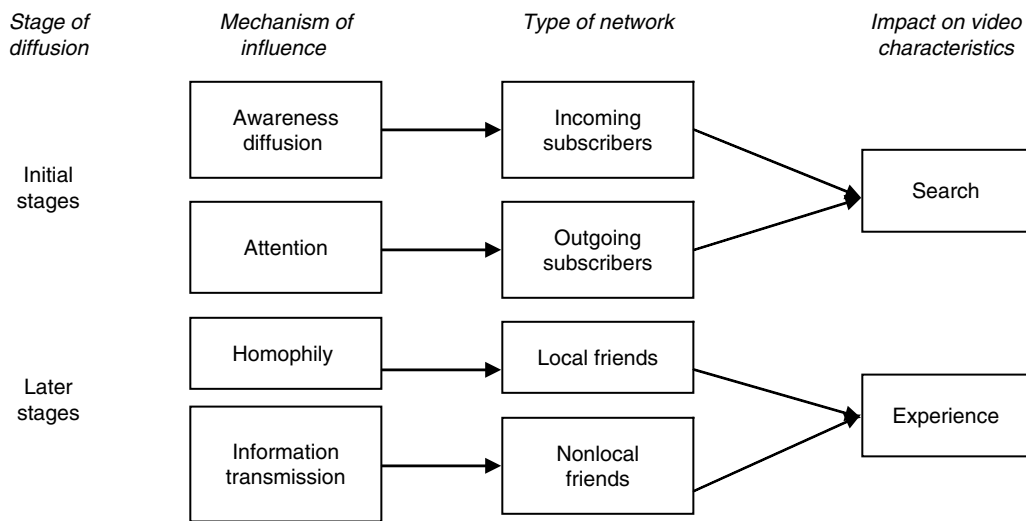 Stage of
diffusion
Mechanism of
influence
Type of network
Impact on video
characteristics
Initial
stages
Awareness
diffusion
Incoming
subscribers
Search
Attention
Outgoing
subscribers
Later
stages
Homophily
Local friends
Experience
Information
transmission
Nonlocal
friends